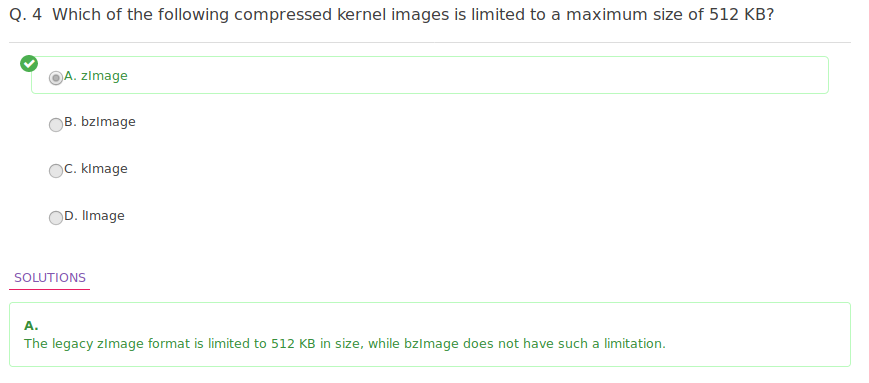 Q. 4 Which of the following compressed kernel images is limited to a maximum size of 512 KB?
A. zImage
B. bzImage
C. kImage
D. lImage
SOLUTIONS
A.
The legacy zImage format is limited to 512 KB in size, while bzImage does not have such a limitation.